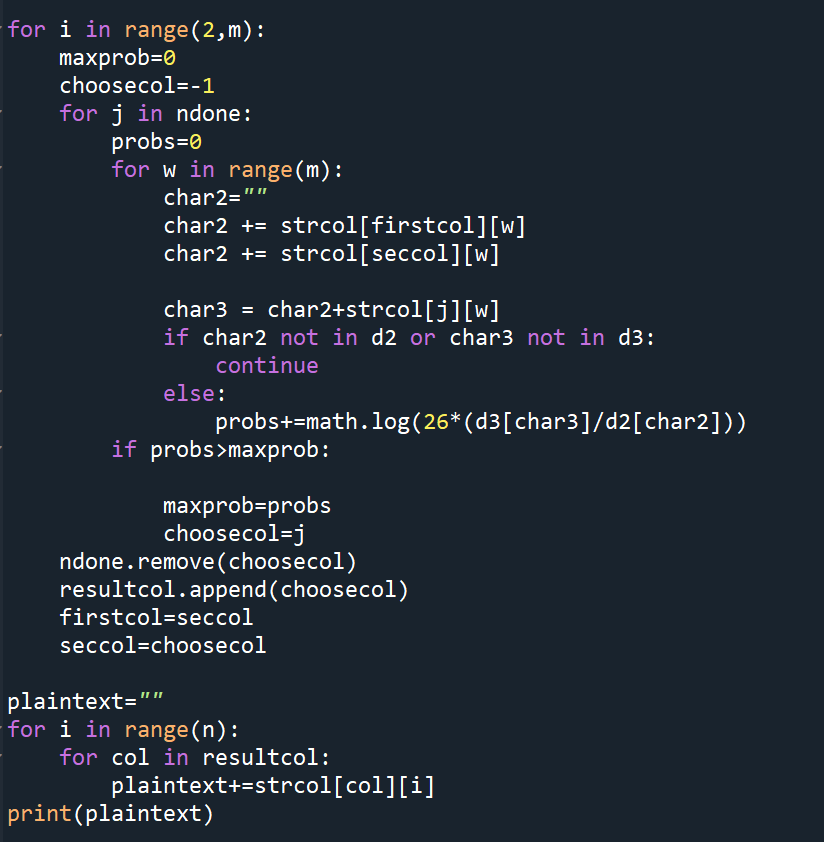 for i in range(2,m):
    maxprob=0
    choosecol=-1
    for j in ndone:
        probs=0
        for w in range(m):
            char2=""
            char2 += strcol[firstcol][w]
            char2 += strcol[seccol][w]

            char3 = char2+strcol[j][w]
            if char2 not in d2 or char3 not in d3:
                continue
            else:
                probs+=math.log(26*(d3[char3]/d2[char2]))
        if probs>maxprob:

            maxprob=probs
            choosecol=j
    ndone.remove(choosecol)
    resultcol.append(choosecol)
    firstcol=seccol
    seccol=choosecol

plaintext=""
for i in range(n):
    for col in resultcol:
        plaintext+=strcol[col][i]
print(plaintext)